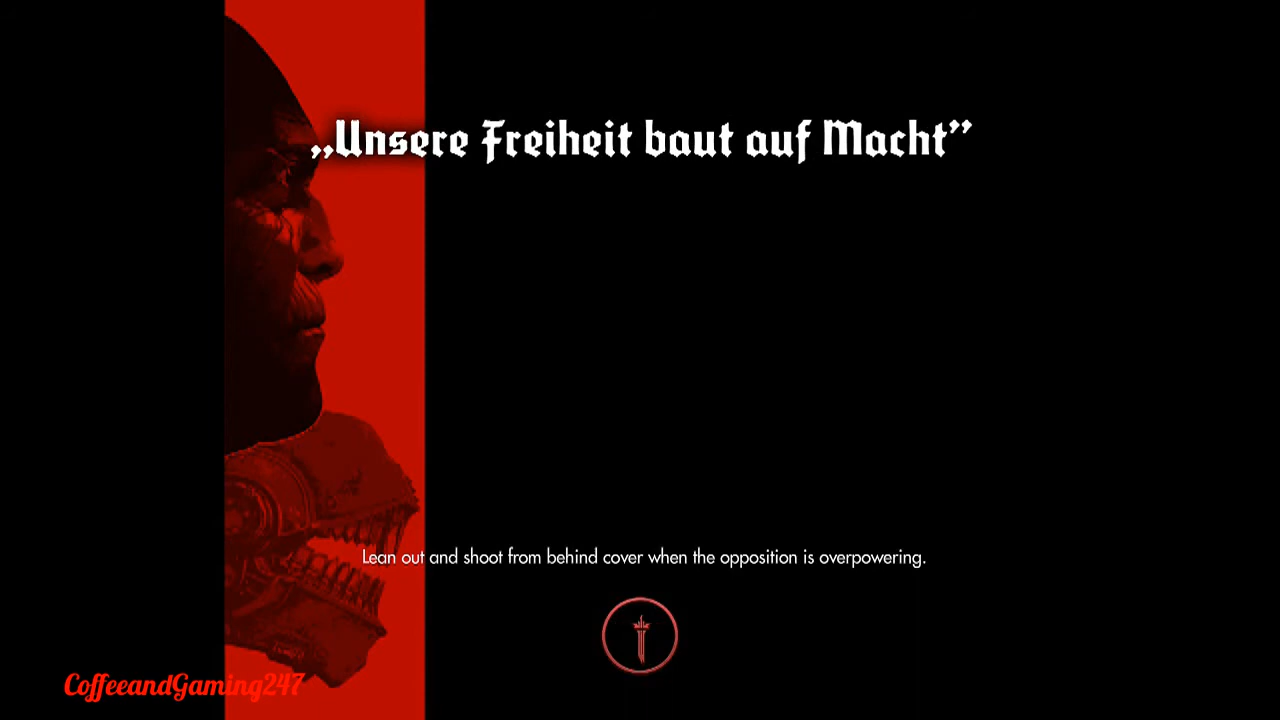 „Unsere Freiheit baut auf Macht”
Lean out and shoot from behind cover when the opposition is overpowering.
CoffeeandGaming247